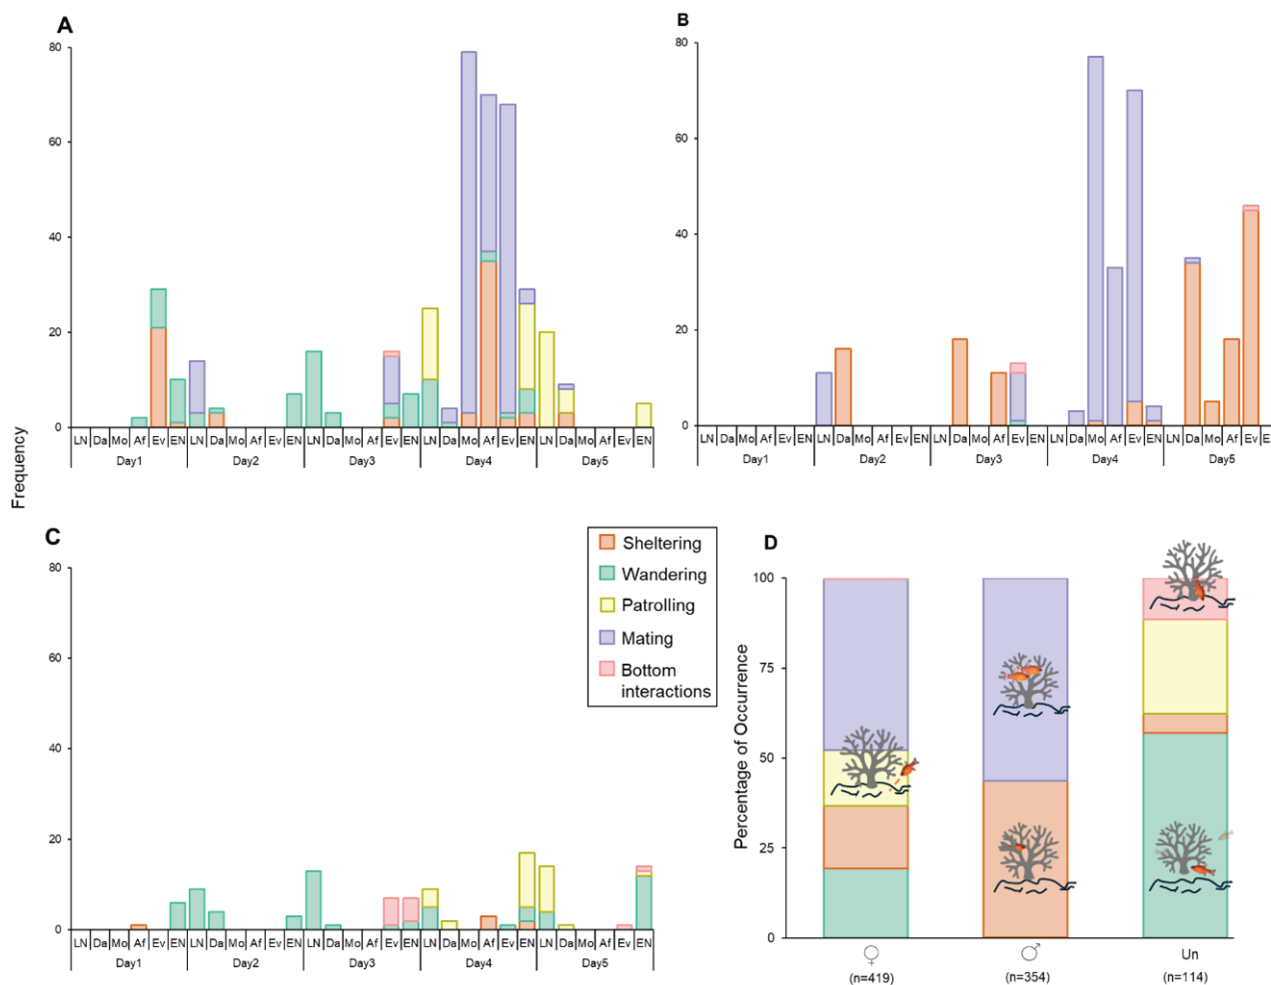 A
80
60
40
20
0
LN Da Mo Af Ev EN LN Da Mo Af Ev EN LN Da Mo Af Ev EN LN Da Mo Af Ev EN LN Da Mo Af Ev EN
Day1 Day2 Day3 Day4 Day5
B
80
60
40
20
0
LN Da Mo Af Ev EN LN Da Mo Af Ev EN LN Da Mo Af Ev EN LN Da Mo Af Ev EN LN Da Mo Af Ev
Day1 Day2 Day3 Day4 Day5
Frequency
C
80
60
40
20
0
LN Da Mo Af Ev EN LN Da Mo Af Ev EN LN Da Mo Af Ev EN LN Da Mo Af Ev EN LN Da Mo Af Ev EN
Day1 Day2 Day3 Day4 Day5
Sheltering
Wandering
Patrolling
Mating
Bottom
interactions
D
Percentage of Occurrence
100
75
50
25
0
♀ ♂ Un
(n=419) (n=354) (n=114)